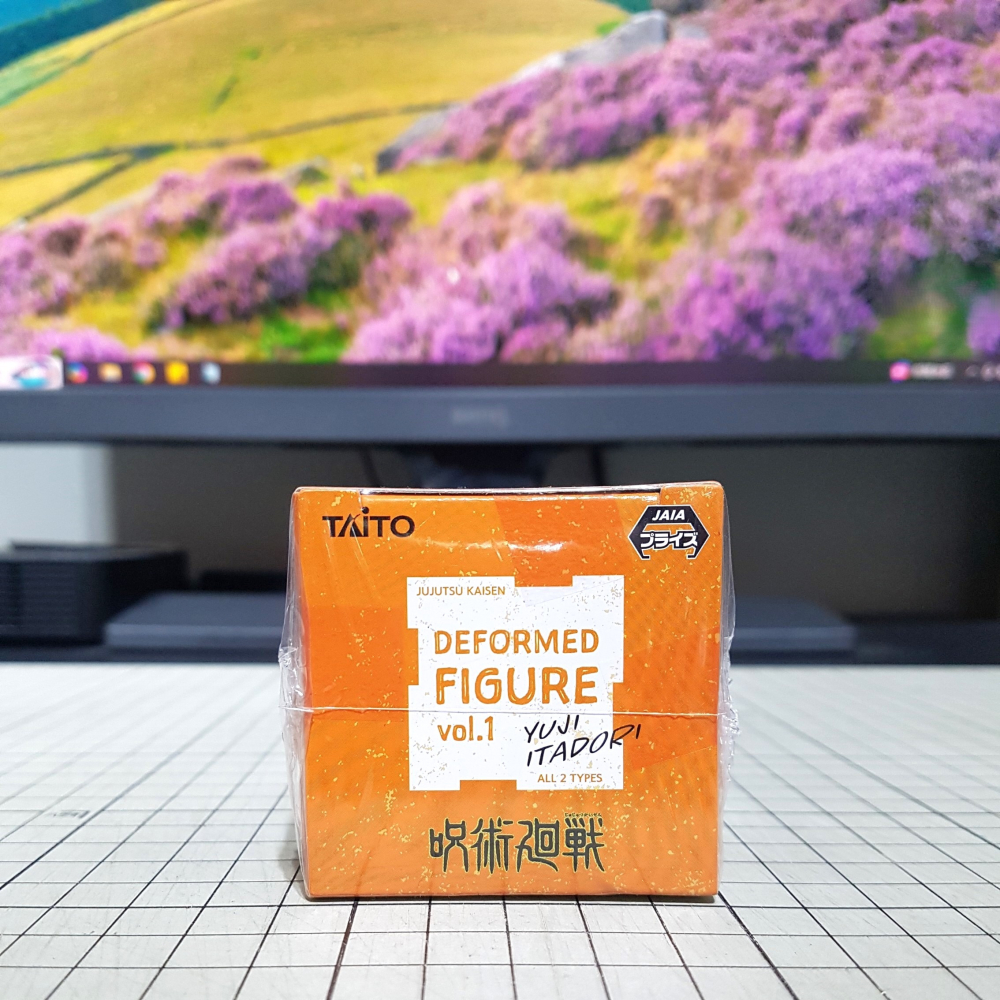 TAITO
JAIA
プライズ
JUJUTSU KAISEN
DEFORMED
FIGURE
vol.1
YUJI
ITADORI
ALL 2 TYPES
呪術廻戦